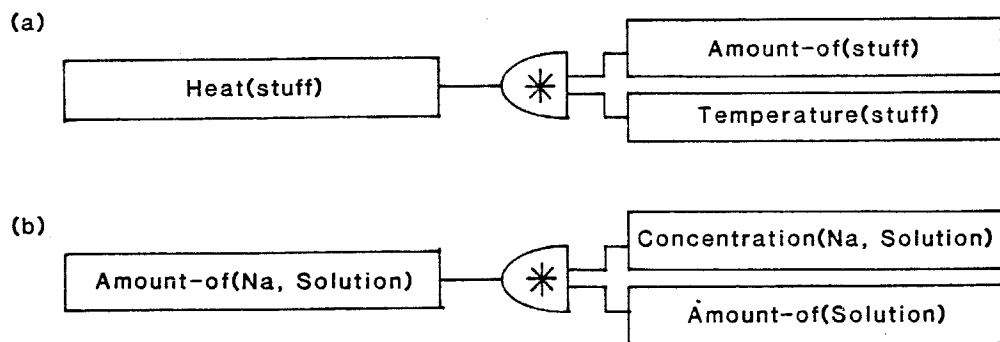 (a)
Heat(stuff)
*
Amount-of(stuff)
Temperature(stuff)
(b)
Amount-of(Na, Solution)
*
Concentration(Na, Solution)
Amount-of(Solution)